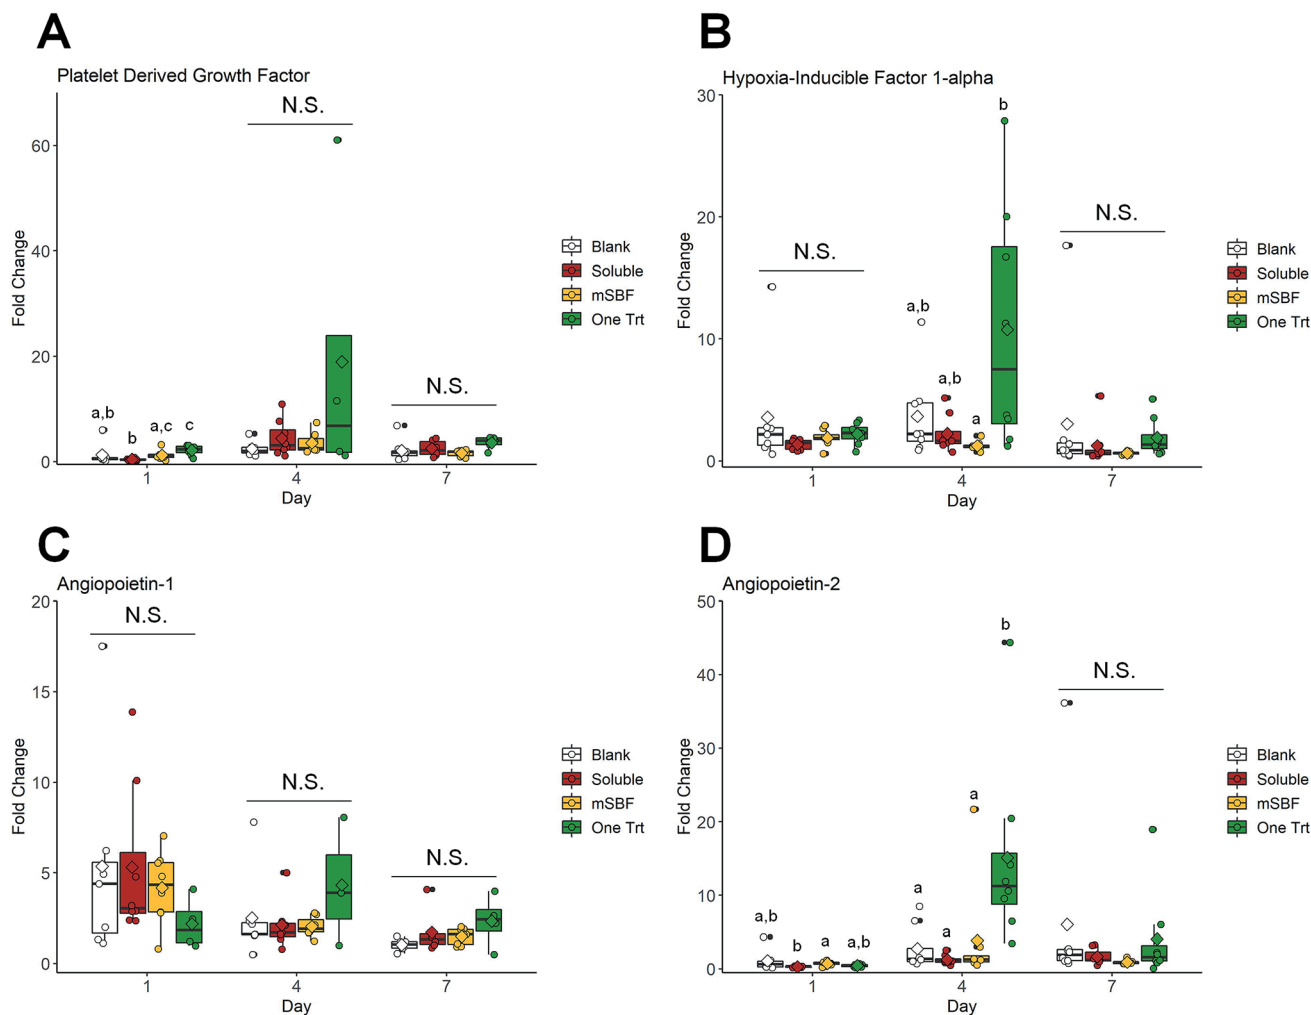 A
Platelet Derived Growth Factor
N.S.
60
40
20
0
Fold Change
a,b
b
a,c
c
N.S.
1
4
7
Day
Blank
Soluble
mSBF
One Trt
B
Hypoxia-Inducible Factor 1-alpha
30
20
10
0
Fold Change
N.S.
a,b
a,b
a
b
N.S.
1
4
7
Day
Blank
Soluble
mSBF
One Trt
C
Angiopoietin-1
20
15
10
5
0
Fold Change
N.S.
N.S.
N.S.
1
4
7
Day
Blank
Soluble
mSBF
One Trt
D
Angiopoietin-2
50
40
30
20
10
0
Fold Change
a,b
b
a
a,b
a
a
a
b
N.S.
1
4
7
Day
Blank
Soluble
mSBF
One Trt